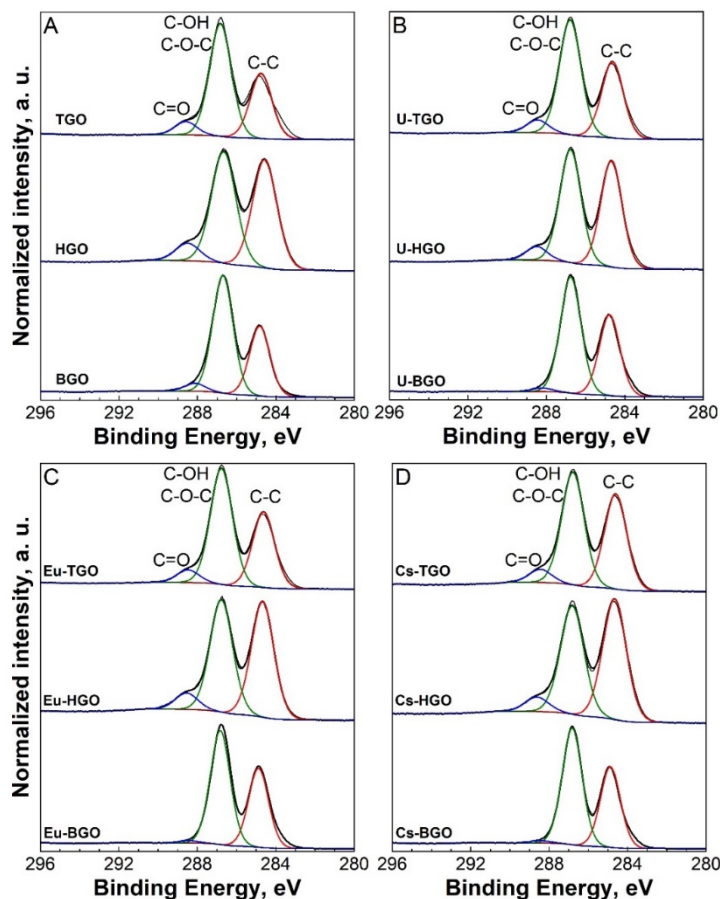 A
C-OH
C-O-C
C-C
C=O
TGO
HGO
BGO
Normalized intensity, a. u.
296 292 288 284 280
Binding Energy, eV
B
C-OH
C-O-C
C-C
C=O
U-TGO
U-HGO
U-BGO
296 292 288 284 280
Binding Energy, eV
C
C-OH
C-O-C
C-C
C=O
Eu-TGO
Eu-HGO
Eu-BGO
Normalized intensity, a. u.
296 292 288 284 280
Binding Energy, eV
D
C-OH
C-O-C
C-C
C=O
Cs-TGO
Cs-HGO
Cs-BGO
296 292 288 284 280
Binding Energy, eV